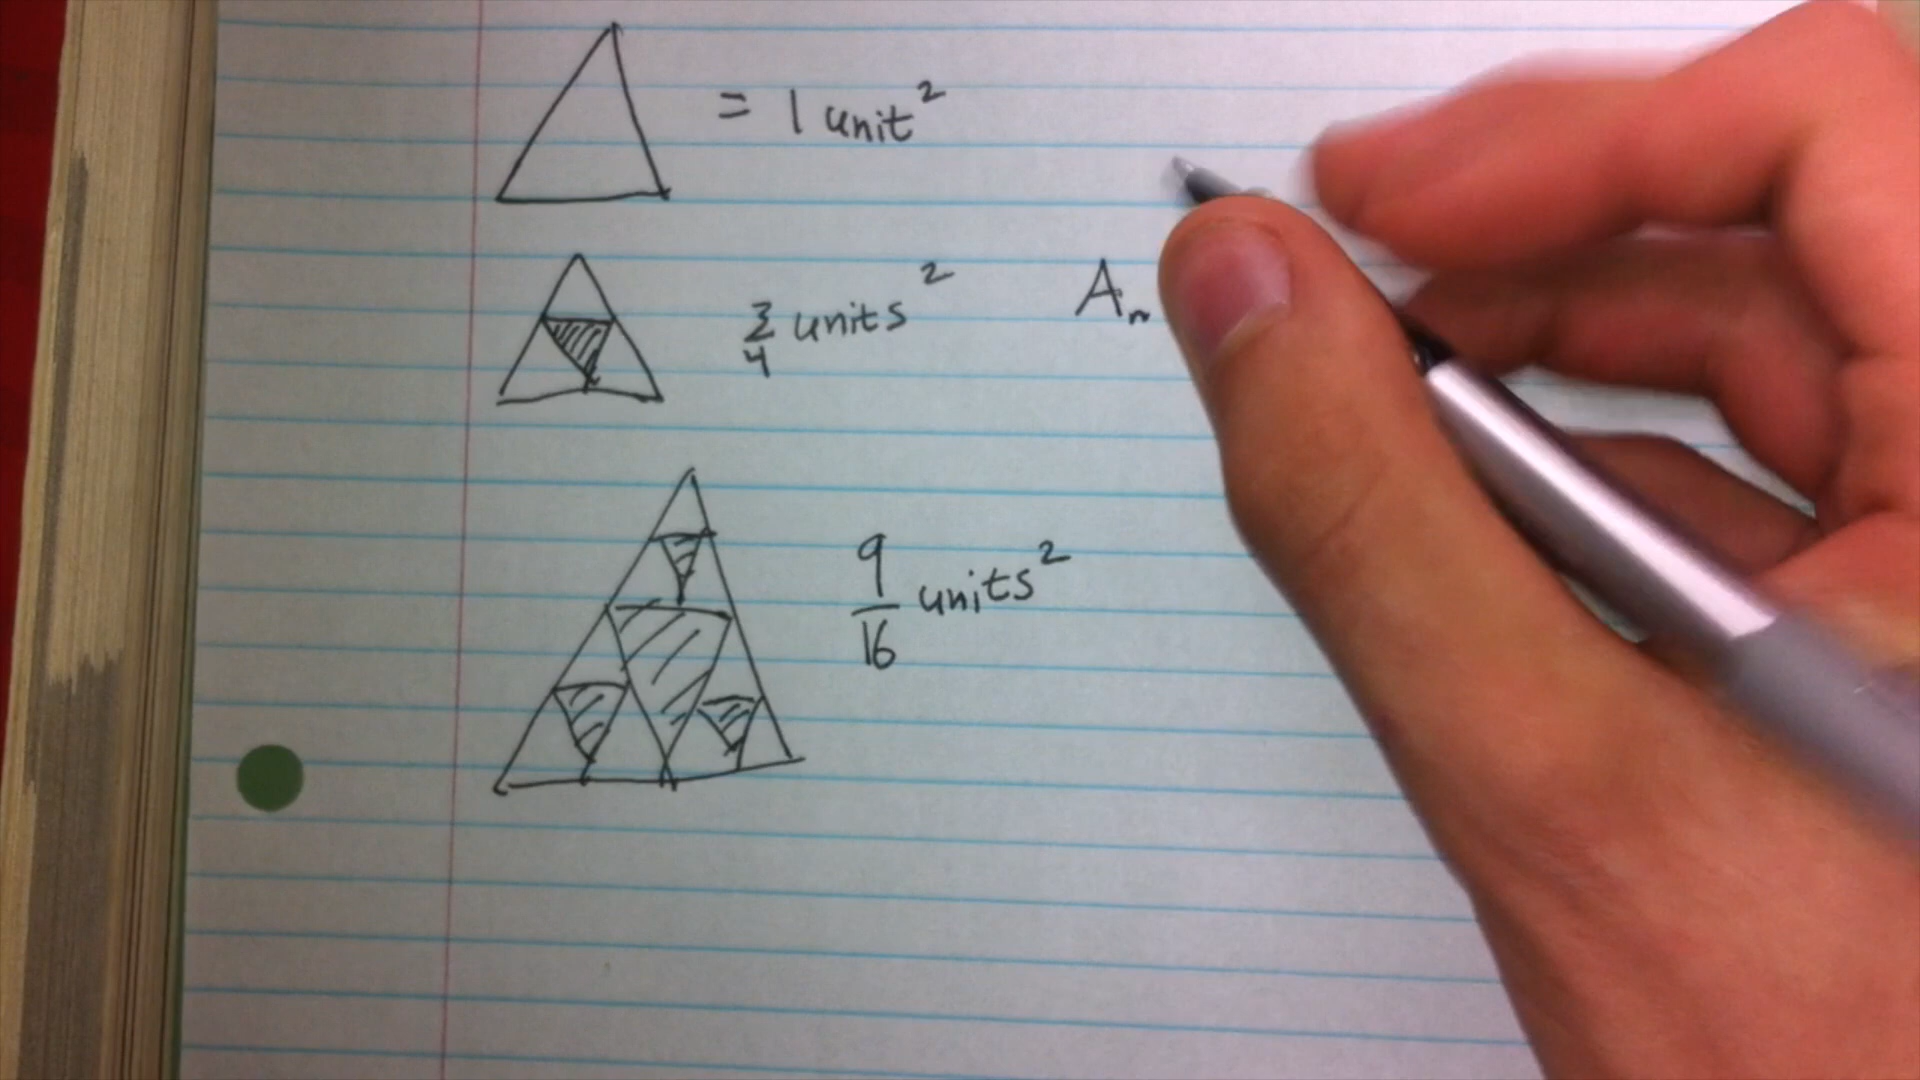 = 1 unit²
3/4 units²
Aₙ
9/16 units²